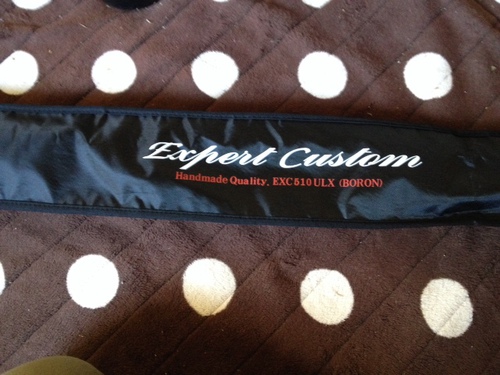 Expert Custom
Handmade Quality. EXC510ULX (BORON)